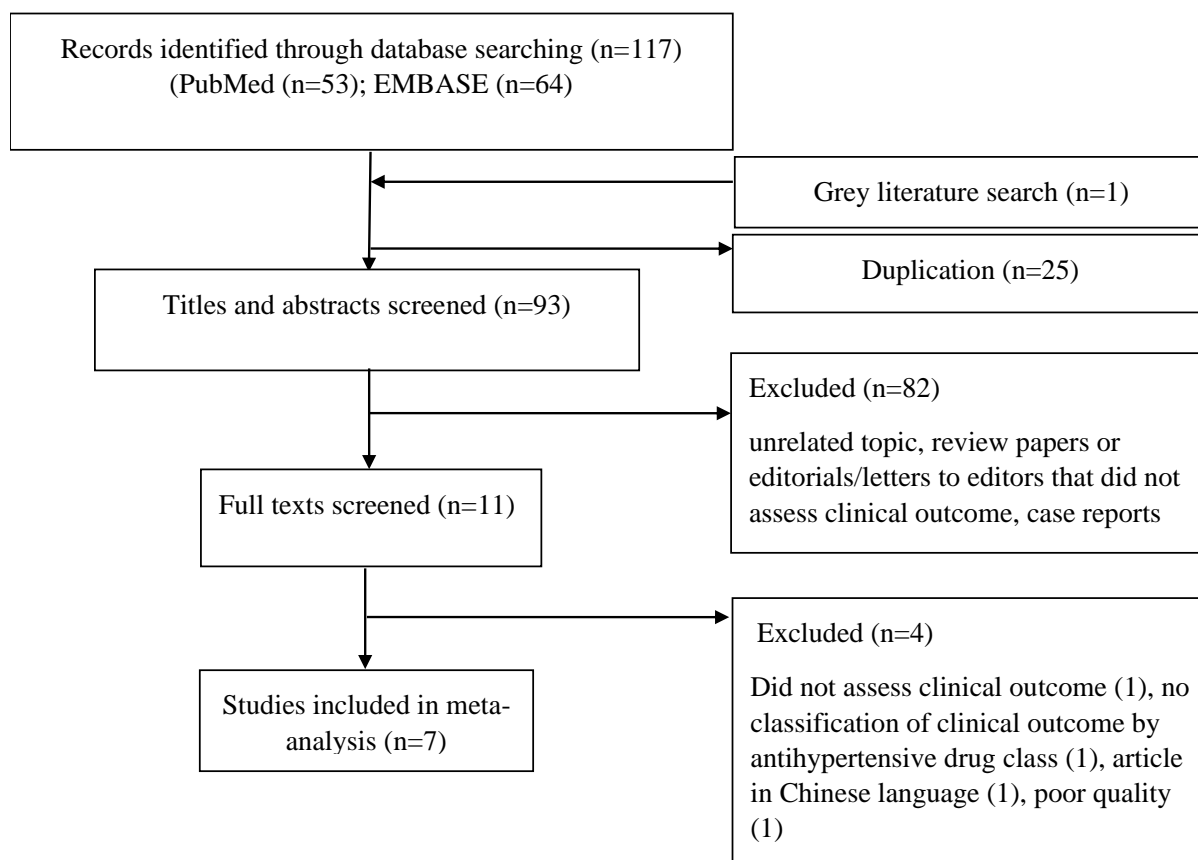 Records identified through database searching (n=117)
(PubMed (n=53); EMBASE (n=64)
Grey literature search (n=1)
Duplication (n=25)
Titles and abstracts screened (n=93)
Excluded (n=82)
unrelated topic, review papers or
editorials/letters to editors that did not
assess clinical outcome, case reports
Full texts screened (n=11)
Excluded (n=4)
Did not assess clinical outcome (1), no
classification of clinical outcome by
antihypertensive drug class (1), article
in Chinese language (1), poor quality
(1)
Studies included in meta-
analysis (n=7)